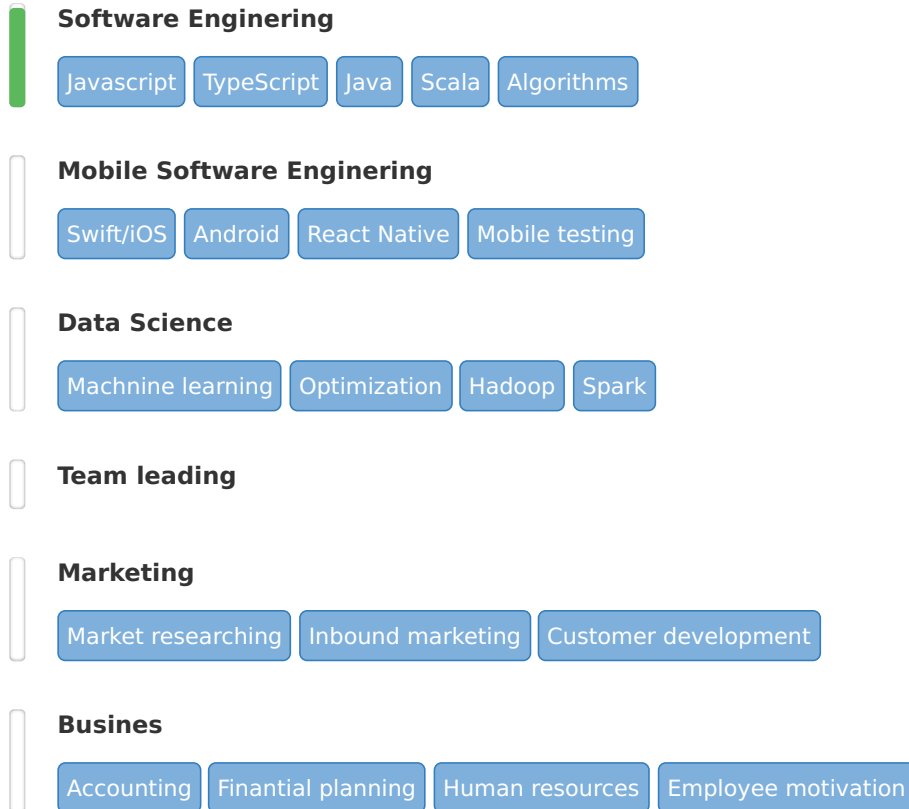 Software Enginering
Javascript TypeScript Java Scala Algorithms
Mobile Software Enginering
Swift/iOS Android React Native Mobile testing
Data Science
Machnine learning Optimization Hadoop Spark
Team leading
Marketing
Market researching Inbound marketing Customer development
Busines
Accounting Finantial planning Human resources Employee motivation